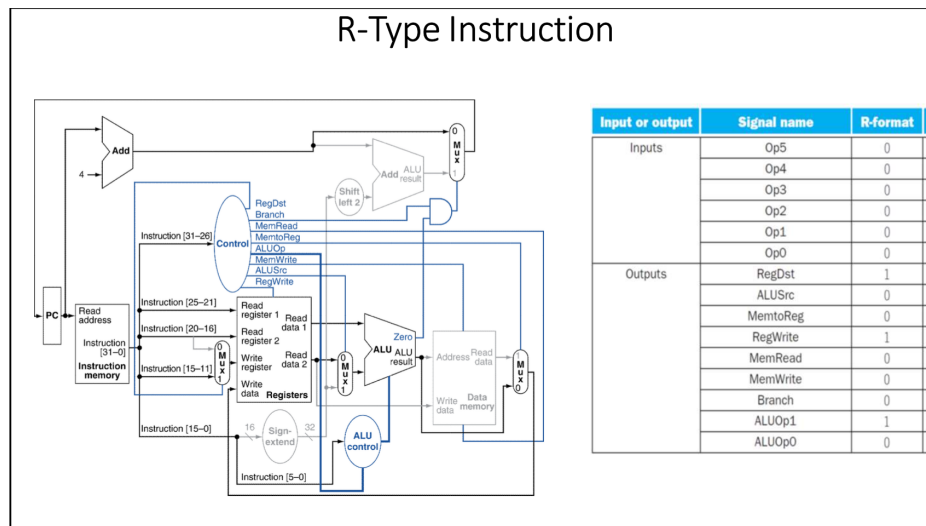 R-Type Instruction
0
M
u
x
1
Add
4
Add ALU
result
Shift
left 2
RegDst
Branch
MemRead
MemtoReg
ALUOp
MemWrite
ALUSrc
RegWrite
Control
Instruction [31–26]
Instruction [25–21]
Instruction [20–16]
Instruction [15–11]
Instruction [15–0]
Instruction [5–0]
PC
Read
address
Instruction
[31–0]
Instruction
memory
0
M
u
x
1
Read
register 1
Read
register 2
Write
register
Write
data
Read
data 1
Read
data 2
Registers
0
M
u
x
1
Zero
ALU ALU
result
Address
Read
data
Write
data
Data
memory
1
M
u
x
0
16
Sign-
extend
32
ALU
control
Input or output Signal name R-format
Inputs Op5 0
Op4 0
Op3 0
Op2 0
Op1 0
Op0 0
Outputs RegDst 1
ALUSrc 0
MemtoReg 0
RegWrite 1
MemRead 0
MemWrite 0
Branch 0
ALUOp1 1
ALUOp0 0